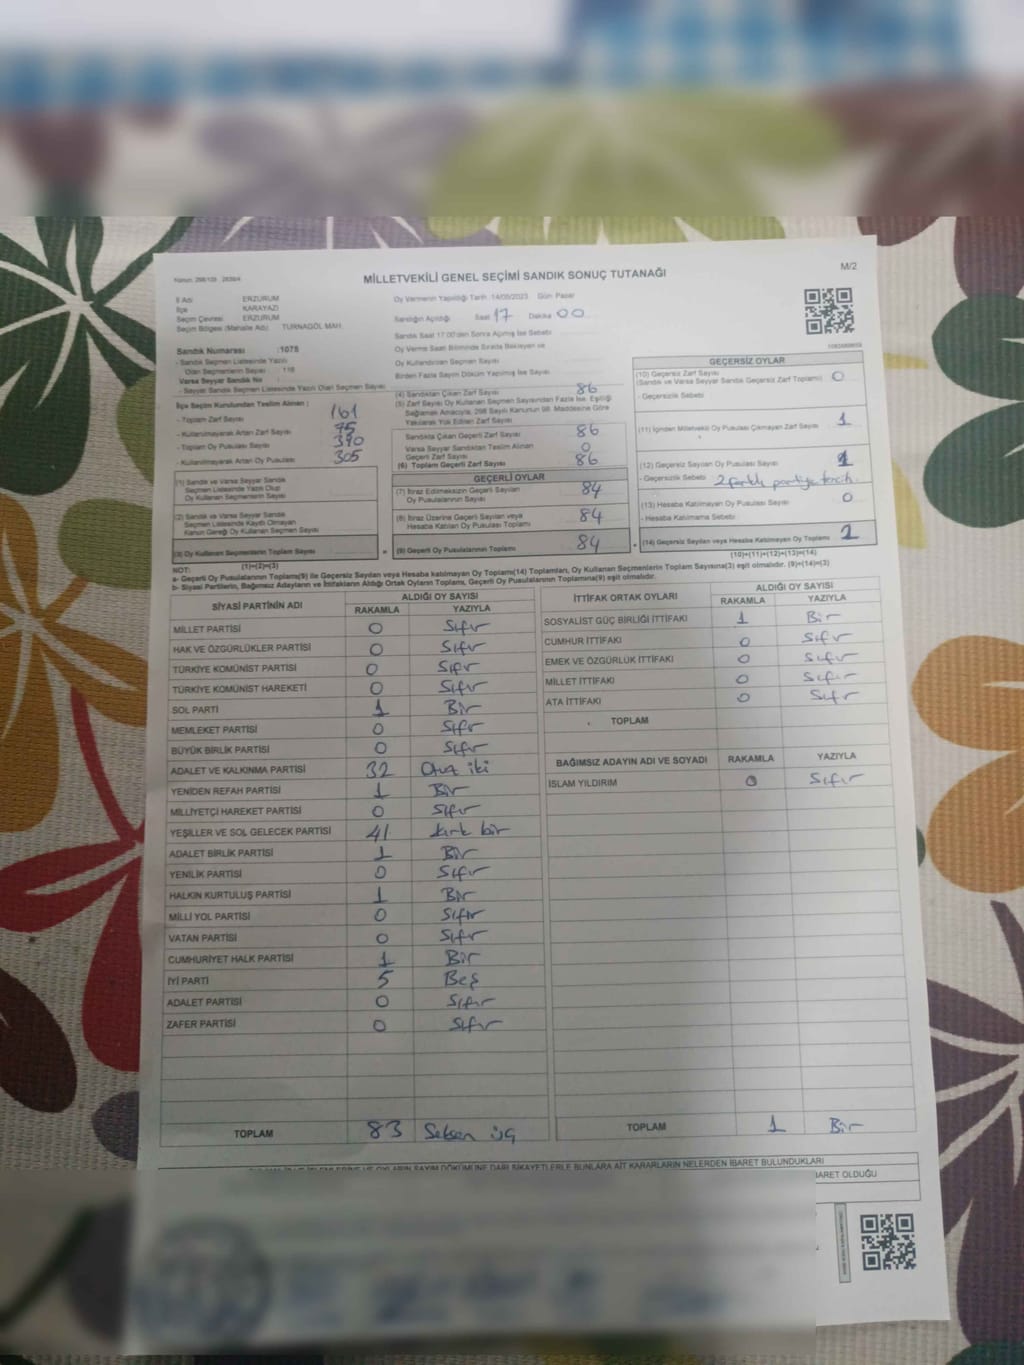 Kanun: 298/105 2839/4
MİLLETVEKİLİ GENEL SEÇİMİ SANDIK SONUÇ TUTANAĞI
M/2
İl Adı ERZURUM
İlçe KARAYAZI
Seçim Çevresi ERZURUM
Seçim Bölgesi (Mahalle Adı) TURNAGÖL MAH.
Sandık Numarası :1078
- Sandık Seçmen Listesinde Yazılı
Olan Seçmenlerin Sayısı : 118
Varsa Seyyar Sandık No
- Seyyar Sandık Seçmen Listesinde Yazılı Olan Seçmen Sayısı
Oy Vermenin Yapıldığı Tarih :14/05/2023 Gün Pazar
Sandığın Açıldığı Saat 17 Dakika 00
Sandık Saat 17:00'den Sonra Açılmış İse Sebebi
Oy Verme Saat Bitiminde Sırada Bekleyen ve
Oy Kullandırılan Seçmen Sayısı
Birden Fazla Sayım Döküm Yapılmış İse Sayısı
İlçe Seçim Kurulundan Teslim Alınan :
- Toplam Zarf Sayısı 161
- Kullanılmayarak Artan Zarf Sayısı 75
- Toplam Oy Pusulası Sayısı 390
- Kullanılmayarak Artan Oy Pusulası 305
(1) Sandık ve Varsa Seyyar Sandık
Seçmen Listesinde Yazılı Olup
Oy Kullanan Seçmenlerin Sayısı
(2) Sandık ve Varsa Seyyar Sandık
Seçmen Listesinde Kayıtlı Olmayan
Kanun Gereği Oy Kullanan Seçmen Sayısı
(3) Oy Kullanan Seçmenlerin Toplam Sayısı
(1)+(2)=(3)
(4) Sandıktan Çıkan Zarf Sayısı 86
(5) Zarf Sayısı Oy Kullanan Seçmen Sayısından Fazla İse, Eşitliği
Sağlamak Amacıyla, 298 Sayılı Kanunun 98. Maddesine Göre
Yakılarak Yok Edilen Zarf Sayısı
Sandıkta Çıkan Geçerli Zarf Sayısı 86
Varsa Seyyar Sandıktan Teslim Alınan
Geçerli Zarf Sayısı 0
(6) Toplam Geçerli Zarf Sayısı 86
GEÇERLİ OYLAR
(7) İtiraz Edilmeksizin Geçerli Sayılan
Oy Pusulalarının Sayısı 84
(8) İtiraz Üzerine Geçerli Sayılan veya
Hesaba Katılan Oy Pusulası Toplamı 84
= (9) Geçerli Oy Pusulalarının Toplamı 84
GEÇERSİZ OYLAR
(10) Geçersiz Zarf Sayısı
(Sandık ve Varsa Seyyar Sandık Geçersiz Zarf Toplamı) 0
- Geçersizlik Sebebi
(11) İçinden Milletvekili Oy Pusulası Çıkmayan Zarf Sayısı 1
(12) Geçersiz Sayılan Oy Pusulası Sayısı
- Geçersizlik Sebebi 2 farklı partiye tercih
(13) Hesaba Katılmayan Oy Pusulası Sayısı 0
- Hesaba Katılmama Sebebi
+ (14) Geçersiz Sayılan veya Hesaba Katılmayan Oy Toplamı 2
(10)+(11)+(12)+(13)=(14)
NOT:
a- Geçerli Oy Pusulaları Toplamı(9) ile Geçersiz Sayılan veya Hesaba katılmayan Oy Toplamı(14) Toplamları, Oy Kullanan Seçmenlerin Toplam Sayısına(3) eşit olmalıdır. (9)+(14)=(3)
b- Siyasi Partilerin, Bağımsız Adayların ve İttifakların Aldığı Ortak Oyların Toplamı, Geçerli Oy Pusulalarının Toplamına(9) eşit olmalıdır.
SİYASİ PARTİNİN ADI ALDIĞI OY SAYISI
RAKAMLA YAZIYLA
MİLLET PARTİSİ 0 Sıfır
HAK VE ÖZGÜRLÜKLER PARTİSİ 0 Sıfır
TÜRKİYE KOMÜNİST PARTİSİ 0 Sıfır
TÜRKİYE KOMÜNİST HAREKETİ 0 Sıfır
SOL PARTİ 1 Bir
MEMLEKET PARTİSİ 0 Sıfır
BÜYÜK BİRLİK PARTİSİ 0 Sıfır
ADALET VE KALKINMA PARTİSİ 32 Otuz iki
YENİDEN REFAH PARTİSİ 1 Bir
MİLLİYETÇİ HAREKET PARTİSİ 0 Sıfır
YEŞİLLER VE SOL GELECEK PARTİSİ 41 kırk bir
ADALET BİRLİK PARTİSİ 1 Bir
YENİLİK PARTİSİ 0 Sıfır
HALKIN KURTULUŞ PARTİSİ 1 Bir
MİLLİ YOL PARTİSİ 0 Sıfır
VATAN PARTİSİ 0 Sıfır
CUMHURİYET HALK PARTİSİ 1 Bir
İYİ PARTİ 5 Beş
ADALET PARTİSİ 0 Sıfır
ZAFER PARTİSİ 0 Sıfır
TOPLAM 83 Seksen üç
İTTİFAK ORTAK OYLARI ALDIĞI OY SAYISI
RAKAMLA YAZIYLA
SOSYALİST GÜÇ BİRLİĞİ İTTİFAKI 1 Bir
CUMHUR İTTİFAKI 0 Sıfır
EMEK VE ÖZGÜRLÜK İTTİFAKI 0 Sıfır
MİLLET İTTİFAKI 0 Sıfır
ATA İTTİFAKI 0 Sıfır
TOPLAM
BAĞIMSIZ ADAYIN ADI VE SOYADI RAKAMLA YAZIYLA
İSLAM YILDIRIM 0 Sıfır
TOPLAM 1 Bir
SAYIM DÖKÜMÜNE DAİR ŞİKAYETLERLE BUNLARA AİT KARARLARIN NELERDEN İBARET BULUNDUKLARI
BARET OLDUĞU